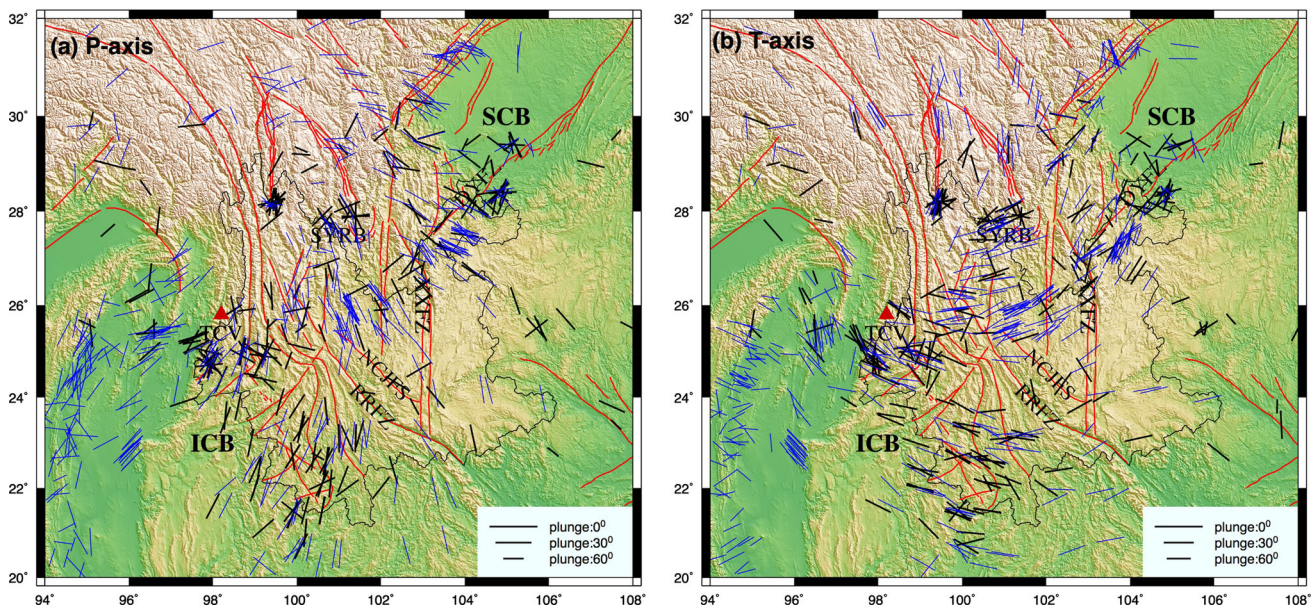 (a) P-axis
SCB
SYRB
XXFZ
TCV
NCJFS
RRFZ
ICB
plunge:0⁰
plunge:30⁰
plunge:60⁰
32˚
30˚
28˚
26˚
24˚
22˚
20˚
94˚ 96˚ 98˚ 100˚ 102˚ 104˚ 106˚ 108˚
(b) T-axis
SCB
SYRB
XXFZ
TCV
NCJFS
RRFZ
ICB
plunge:0⁰
plunge:30⁰
plunge:60⁰
32˚
30˚
28˚
26˚
24˚
22˚
20˚
94˚ 96˚ 98˚ 100˚ 102˚ 104˚ 106˚ 108˚